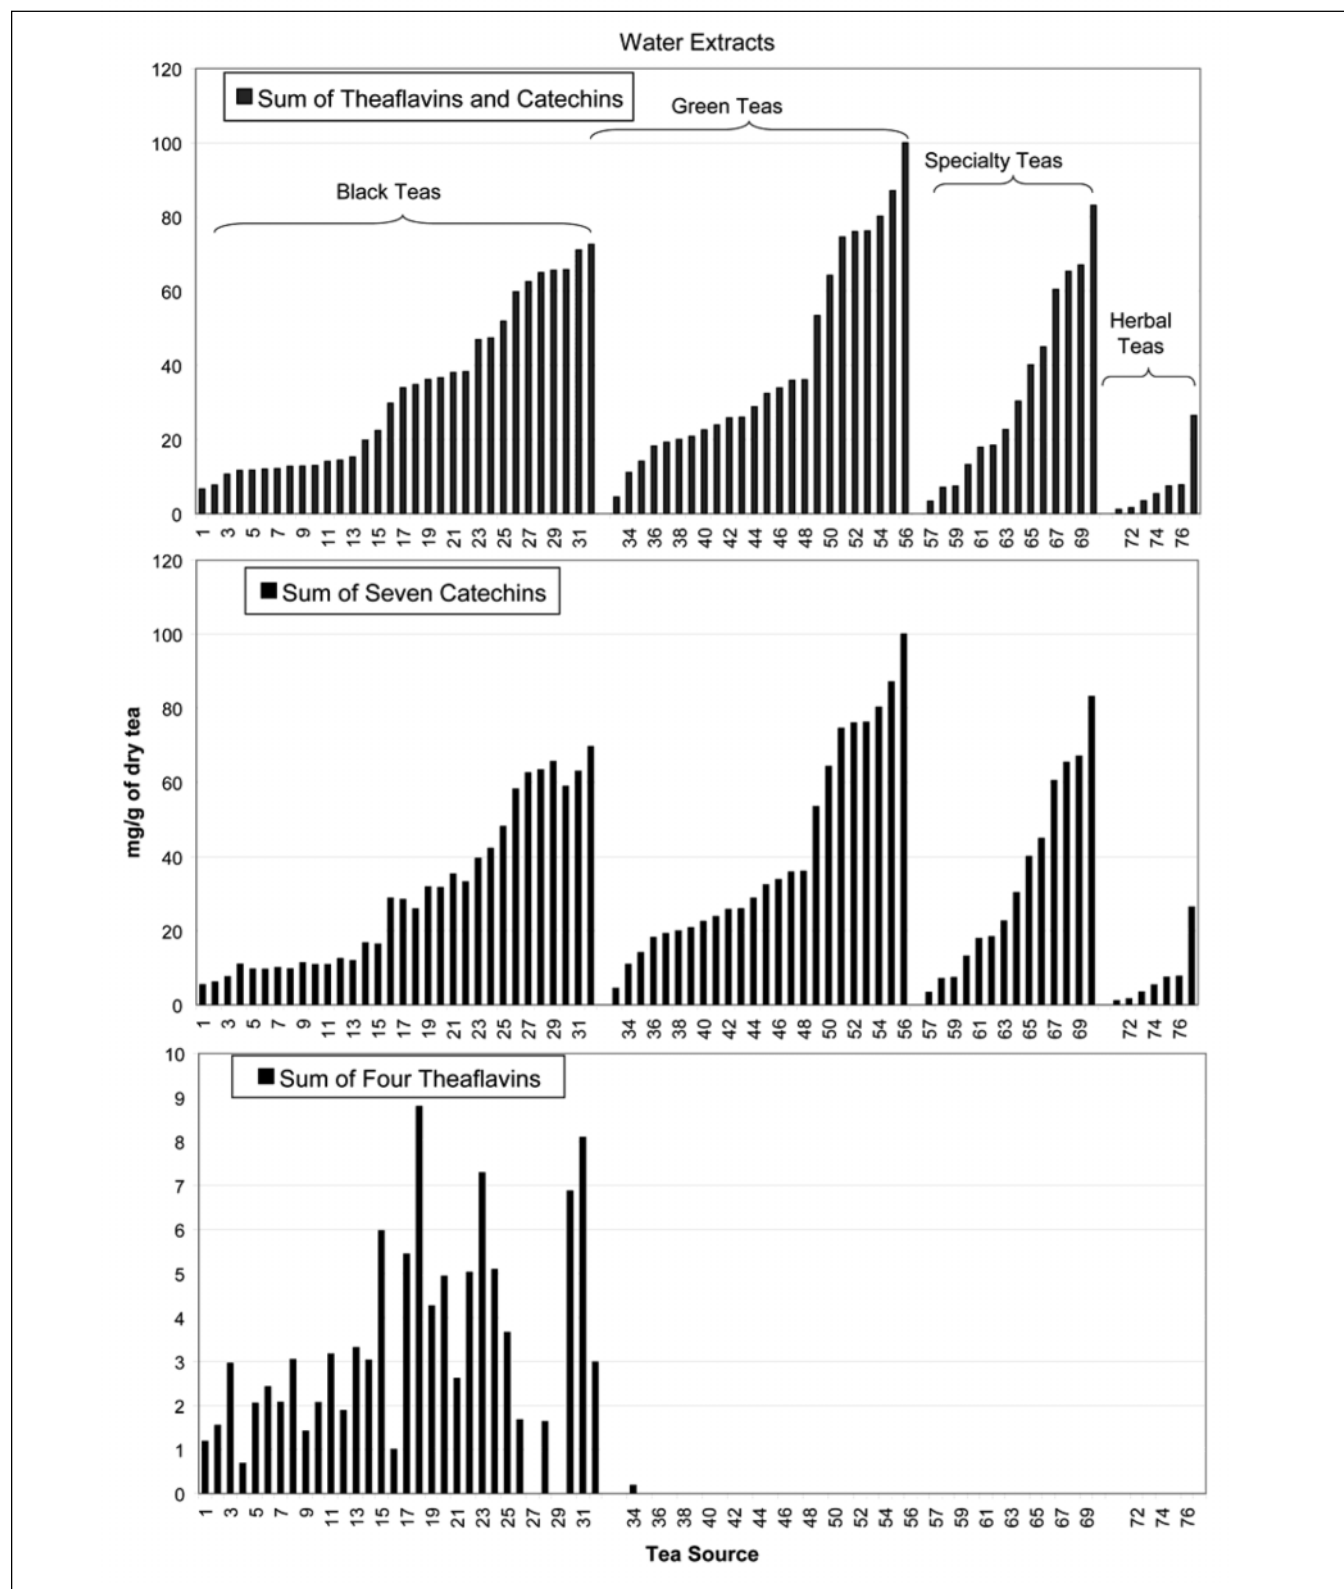 Water Extracts
120
Sum of Theaflavins and Catechins
Green Teas
100
Specialty Teas
Black Teas
80
60
Herbal
Teas
40
20
0
1 3 5 7 9 11 13 15 17 19 21 23 25 27 29 31 34 36 38 40 42 44 46 48 50 52 54 56 57 59 61 63 65 67 69 72 74 76
120
Sum of Seven Catechins
100
80
60
40
20
0
mg/g of dry tea
1 3 5 7 9 11 13 15 17 19 21 23 25 27 29 31 34 36 38 40 42 44 46 48 50 52 54 56 57 59 61 63 65 67 69 72 74 76
10
Sum of Four Theaflavins
9
8
7
6
5
4
3
2
1
0
1 3 5 7 9 11 13 15 17 19 21 23 25 27 29 31 34 36 38 40 42 44 46 48 50 52 54 56 57 59 61 63 65 67 69 72 74 76
Tea Source